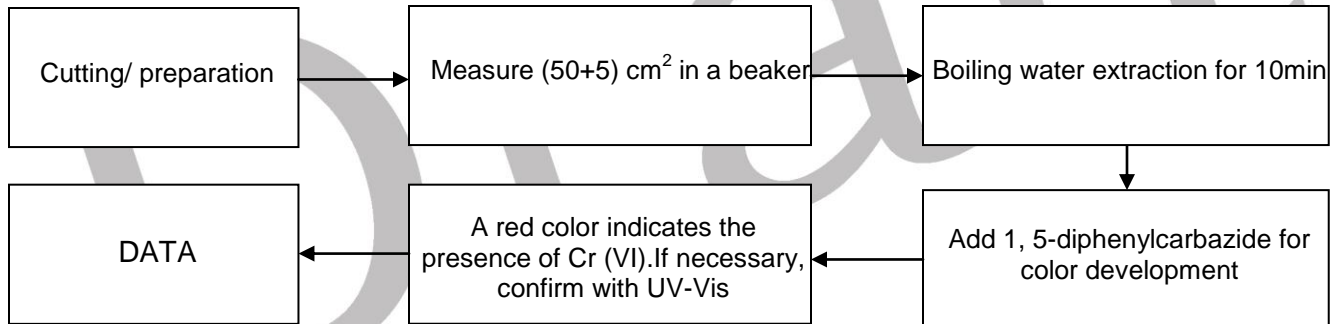 Cutting/ preparation
Measure (50+5) cm² in a beaker
Boiling water extraction for 10min
Add 1, 5-diphenylcarbazide for
color development
A red color indicates the
presence of Cr (VI).If necessary,
confirm with UV-Vis
DATA